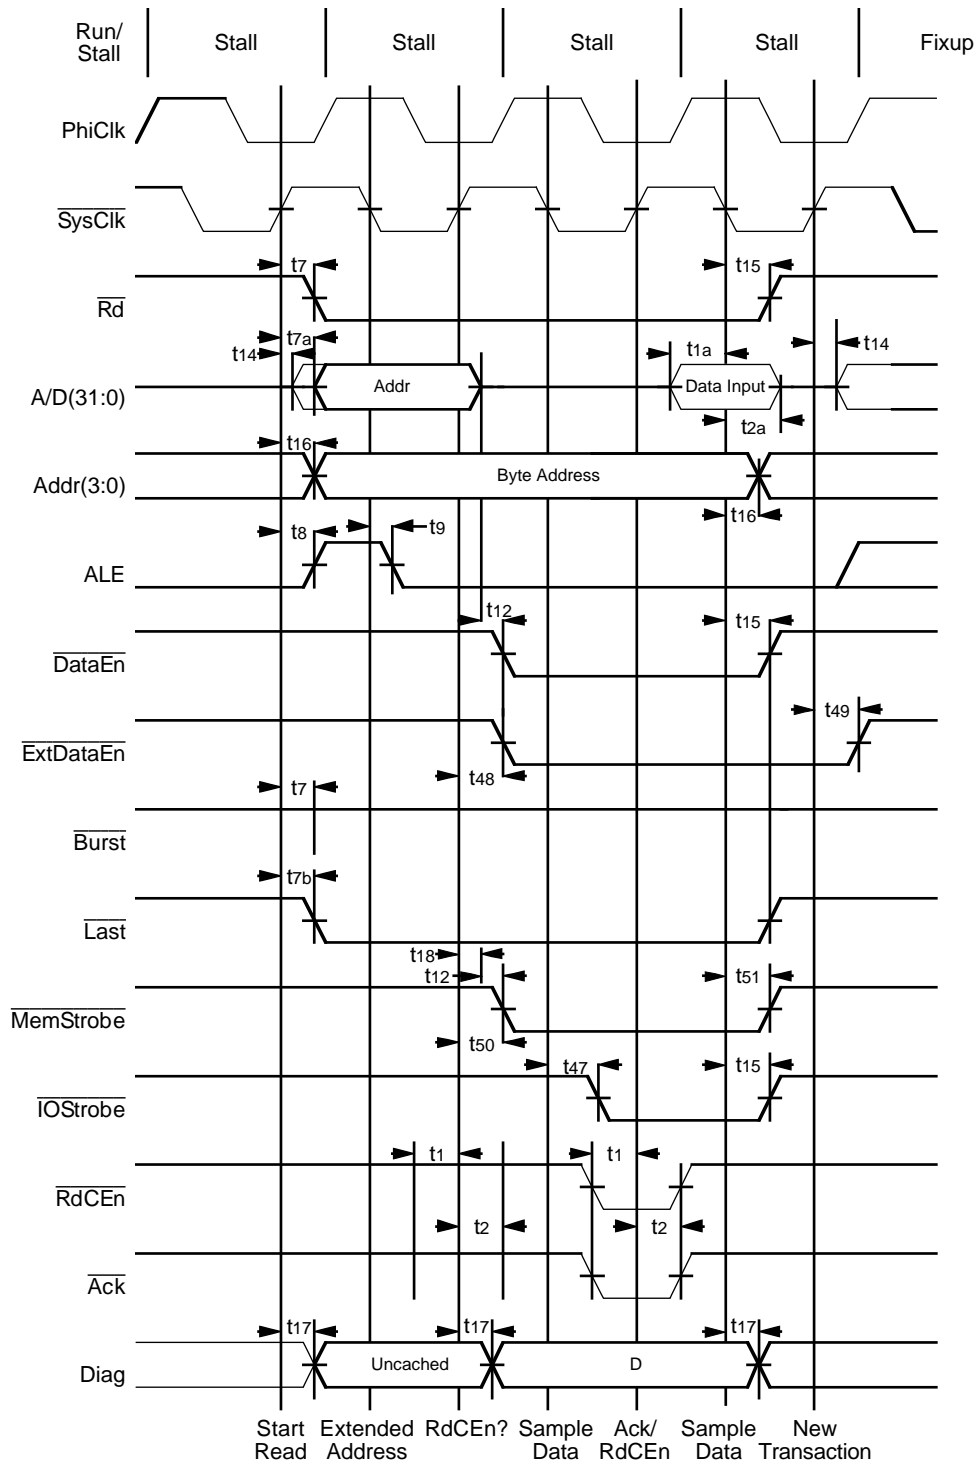 Run/
Stall
Stall
Stall
Stall
Stall
Fixup
PhiClk
SysClk
t7
t15
Rd
t7a
t14
t1a
t14
A/D(31:0)
Addr
Data Input
t2a
t16
Addr(3:0)
Byte Address
t16
t8
t9
ALE
t12
t15
DataEn
t49
ExtDataEn
t48
t7
Burst
t7b
Last
t18
t12
t51
MemStrobe
t50
t47
t15
IOStrobe
t1
t1
RdCEn
t2
t2
Ack
t17
t17
t17
Diag
Uncached
D
Start
Read
Extended
Address
RdCEn?
Sample
Data
Ack/
RdCEn
Sample
Data
New
Transaction